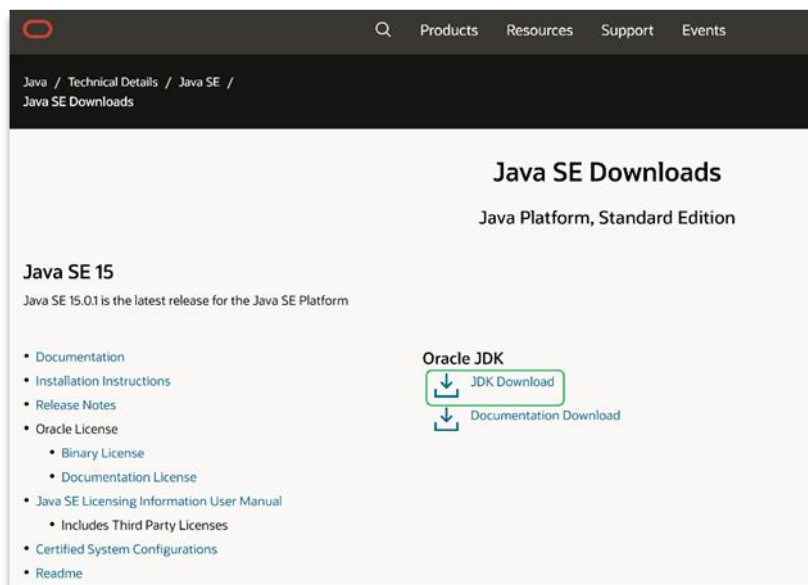 Products Resources Support Events
Java / Technical Details / Java SE /
Java SE Downloads
Java SE Downloads
Java Platform, Standard Edition
Java SE 15
Java SE 15.0.1 is the latest release for the Java SE Platform
• Documentation
• Installation Instructions
• Release Notes
• Oracle License
• Binary License
• Documentation License
• Java SE Licensing Information User Manual
• Includes Third Party Licenses
• Certified System Configurations
• Readme
Oracle JDK
JDK Download
Documentation Download